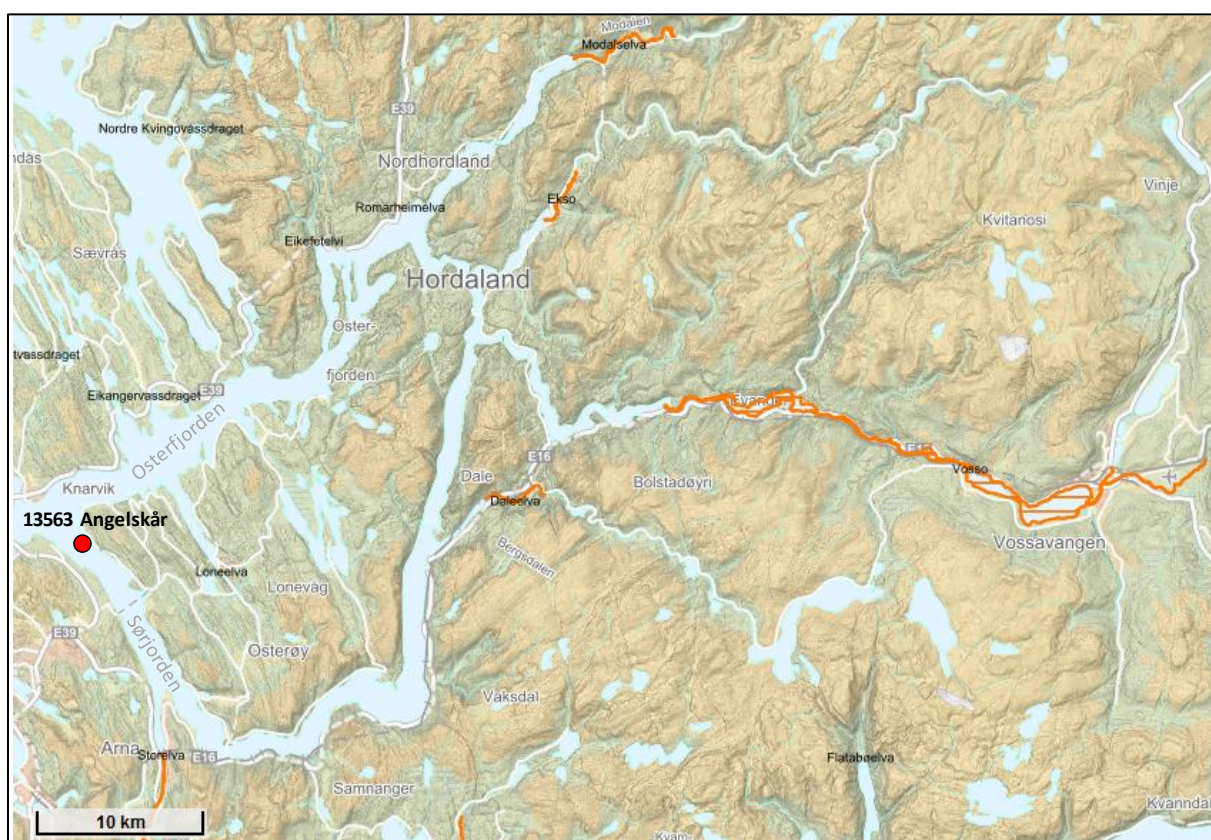 Modalen
Modalselva
E39
Nordre Kvingovassdraget
Nordhordland
Vinje
Ekso
Romarheimelva
Kvitanosi
Eikefetelvi
Sævrås
Hordaland
Oster-
fjorden
tvassdraget
E39
Eikangervassdraget
Evanger
Osterfjorden
E16
E16
Vosso
Dale
Knarvik
Bolstadøyri
Daleelva
13563 Angelskår
Vossavangen
Bergsdalen
Loneelva
Lonevåg
E39
Sørjorden
Osterøy
Vaksdal
Arna
Storelva
E16
Flatabøelva
Samnanger
10 km
Kvam-
Kvanndal